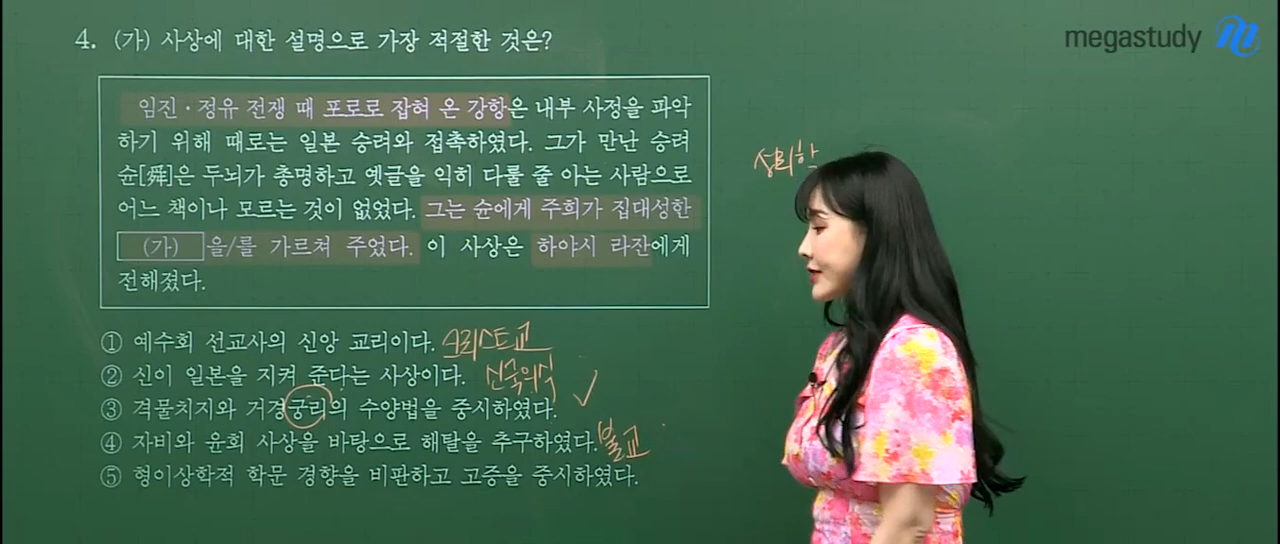 4. (가) 사상에 대한 설명으로 가장 적절한 것은?
megastudy
임진·정유 전쟁 때 포로로 잡혀 온 강항은 내부 사정을 파악
하기 위해 때로는 일본 승려와 접촉하였다. 그가 만난 승려
슌[舜]은 두뇌가 총명하고 옛글을 익히 다룰 줄 아는 사람으로
어느 책이나 모르는 것이 없었다. 그는 슌에게 주희가 집대성한
(가) 을/를 가르쳐 주었다. 이 사상은 하야시 라잔에게
전해졌다.
성리학
① 예수회 선교사의 신앙 교리이다. 크리스트교
② 신이 일본을 지켜 준다는 사상이다. 신국의식
③ 격물치지와 거경궁리의 수양법을 중시하였다.
④ 자비와 윤회 사상을 바탕으로 해탈을 추구하였다. 불교
⑤ 형이상학적 학문 경향을 비판하고 고증을 중시하였다.